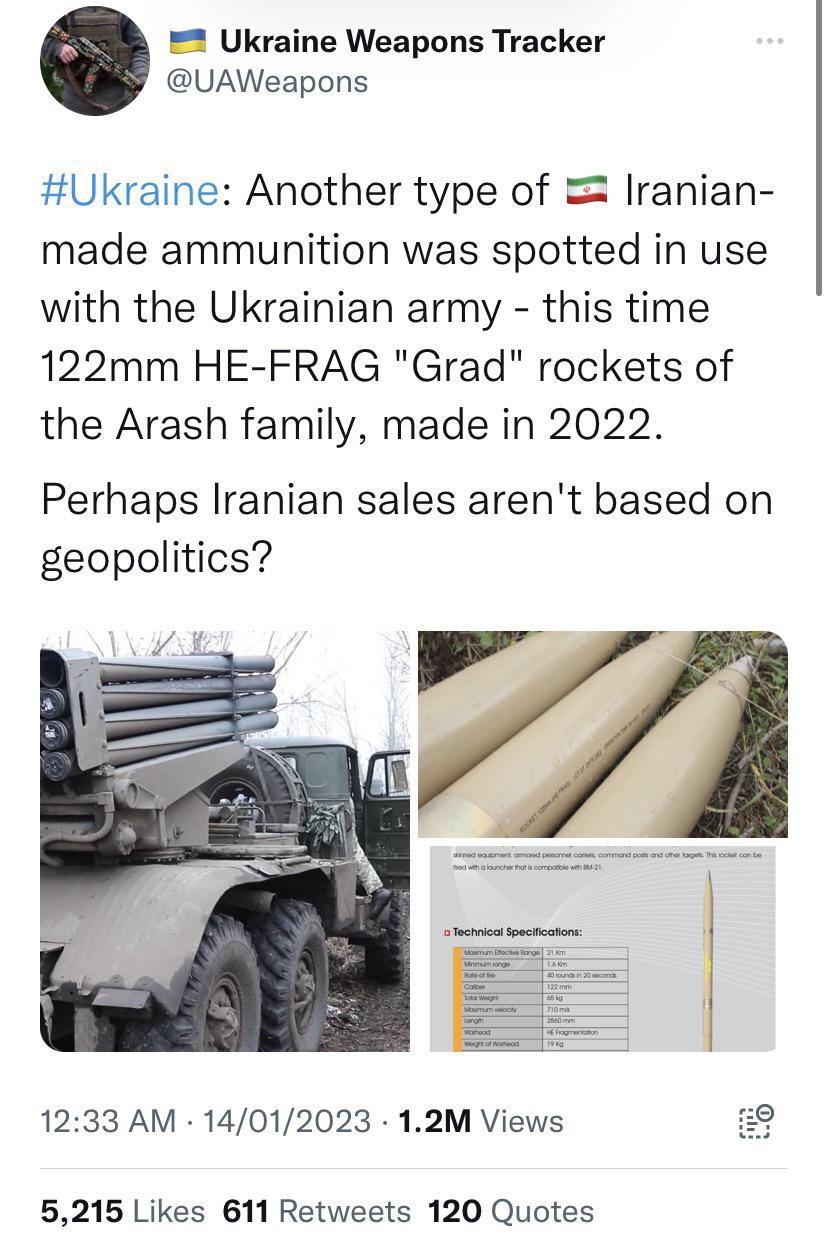 Ukraine Weapons Tracker
@UAWeapons
#Ukraine: Another type of Iranian-
made ammunition was spotted in use
with the Ukrainian army - this time
122mm HE-FRAG "Grad" rockets of
the Arash family, made in 2022.
Perhaps Iranian sales aren't based on
geopolitics?
ROCKET 122MM (HE-FRAG)
skinned equipment, armored personnel carriers, command posts and other targets. This rocket can be
fired with a launcher that is compatible with BM-21.
Technical Specifications:
Maximum Effective Range 21 Km
Minimum range 1.6 Km
Rate of fire 40 rounds in 20 seconds
Caliber 122 mm
Total Weight 65 kg
Maximum velocity 710 m/s
Length 2860 mm
Warhead HE Fragmentation
Weight of Warhead 19 Kg
12:33 AM · 14/01/2023 · 1.2M Views
5,215 Likes 611 Retweets 120 Quotes